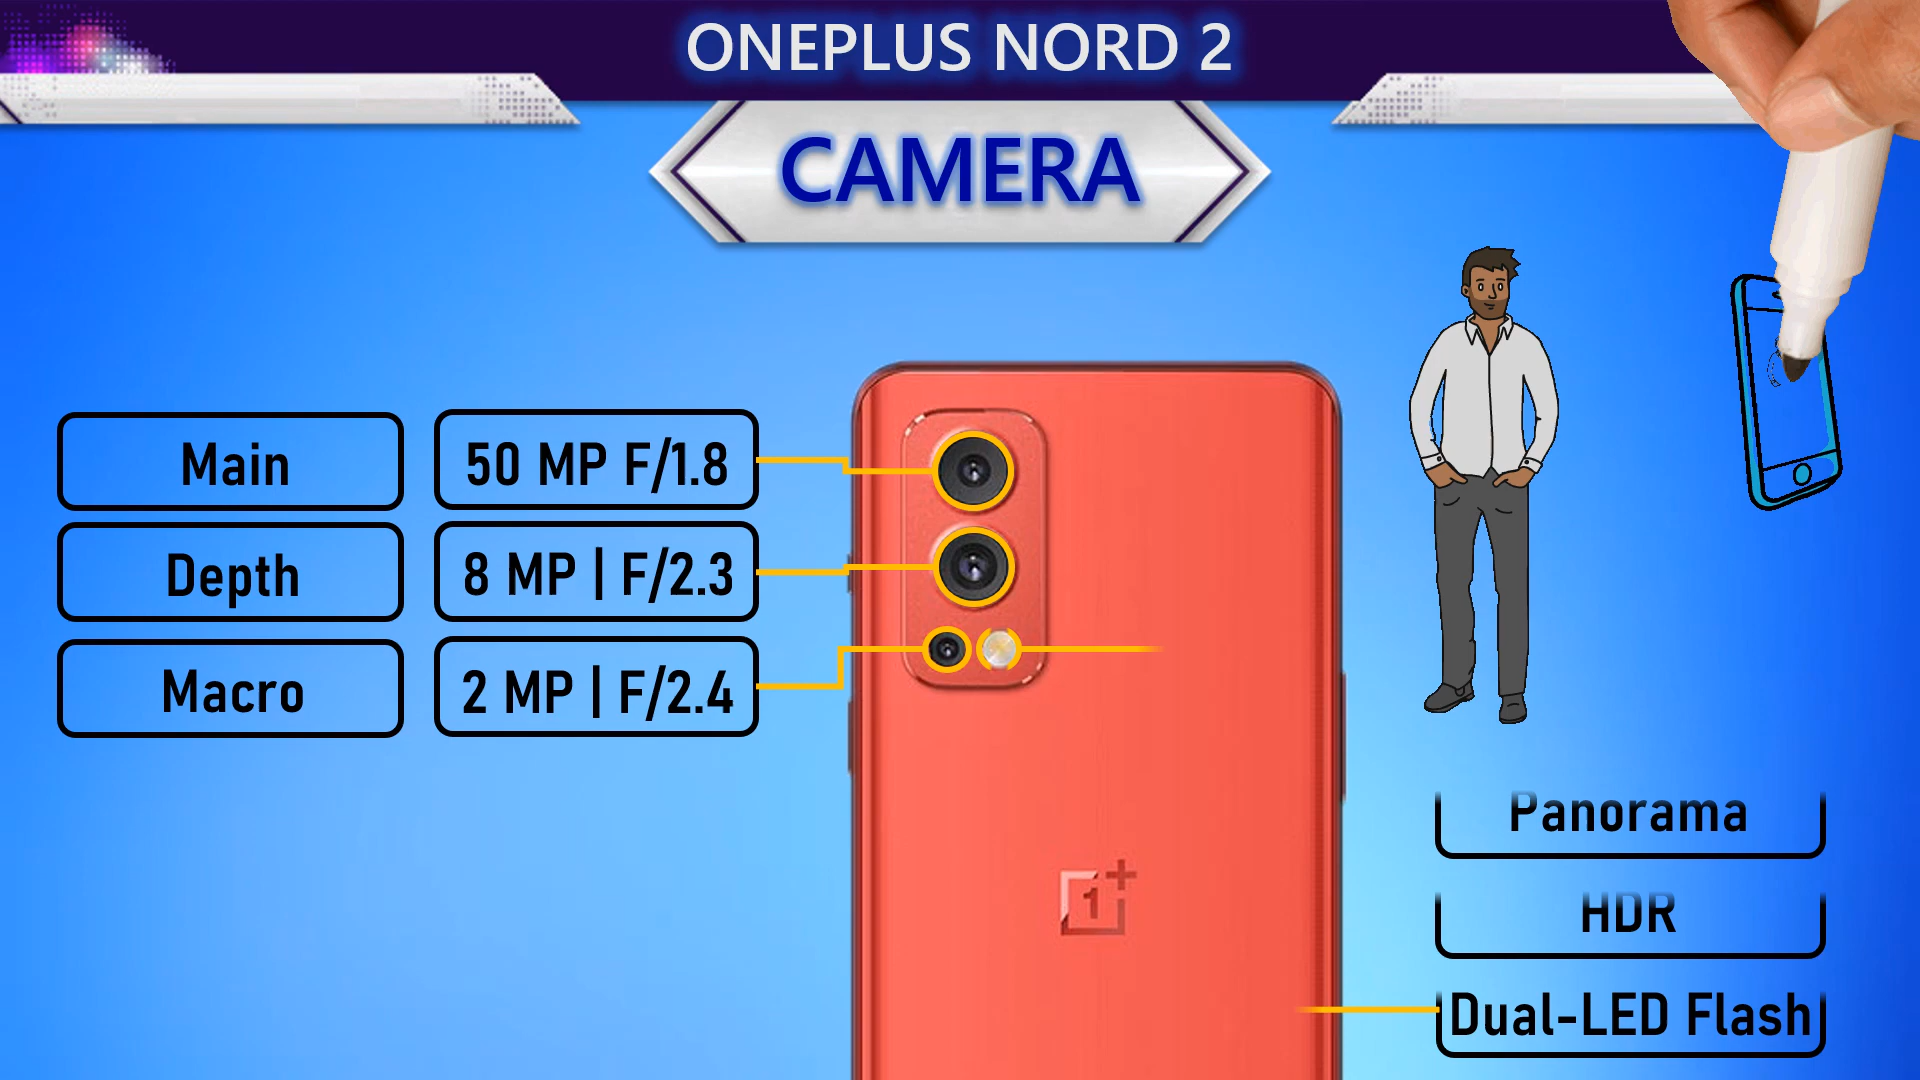 ONEPLUS NORD 2
CAMERA
Main
50 MP F/1.8
Depth
8 MP | F/2.3
Macro
2 MP | F/2.4
1+
Panorama
HDR
Dual-LED Flash